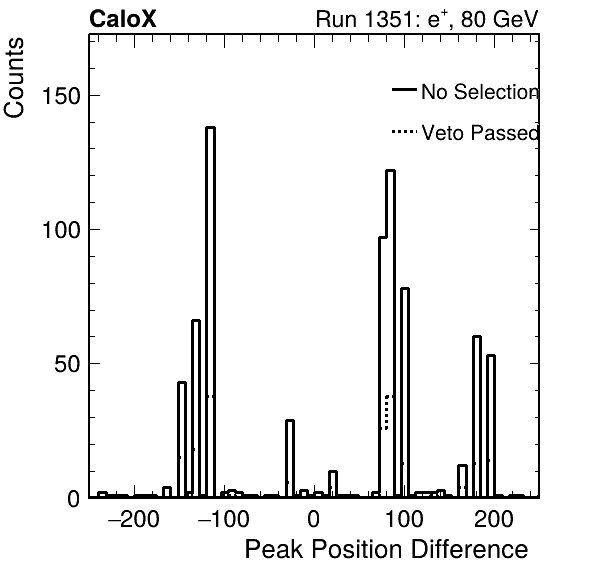 CaloX Run 1351: e⁺, 80 GeV
Counts
No Selection
Veto Passed
150
100
50
0
−200 −100 0 100 200
Peak Position Difference